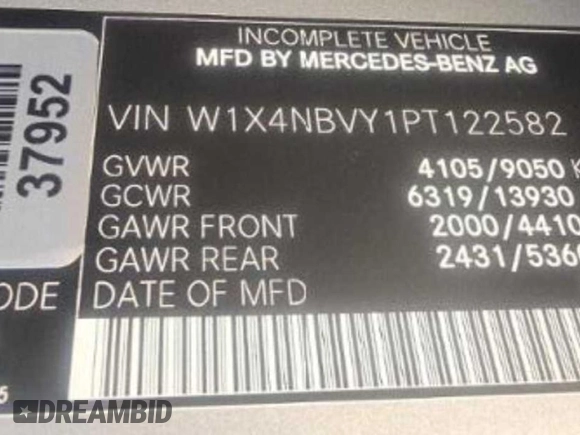 INCOMPLETE VEHICLE
MFD BY MERCEDES-BENZ AG
VIN W1X4NBVY1PT122582
GVWR 4105/9050 K
GCWR 6319/13930
GAWR FRONT 2000/4410
GAWR REAR 2431/536
DATE OF MFD
ODE
37952
6
DREAMBID